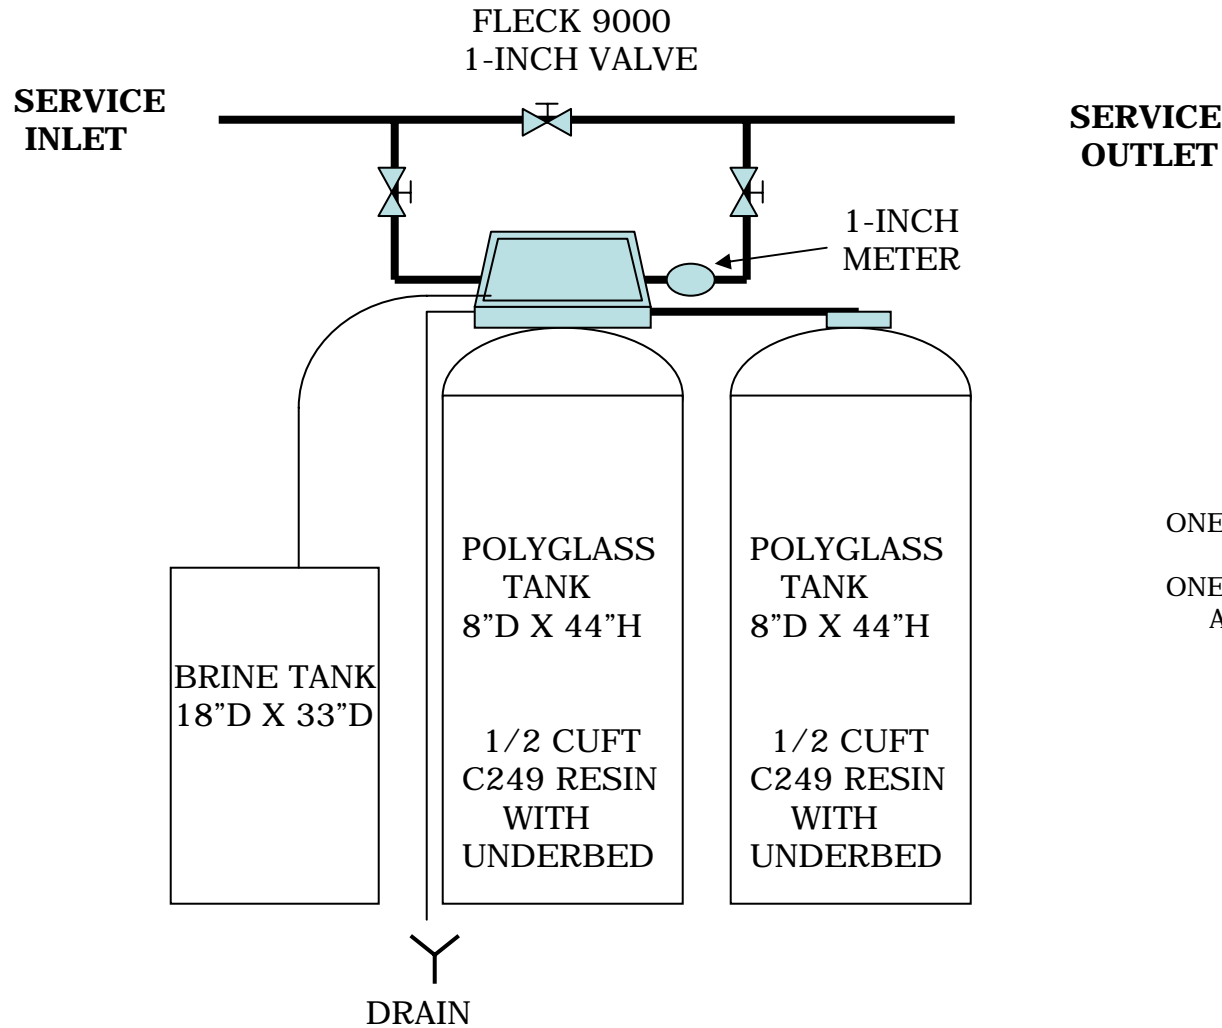 FLECK 9000
1-INCH VALVE
SERVICE
INLET
SERVICE
OUTLET
1-INCH
METER
POLYGLASS
TANK
8”D X 44”H
1/2 CUFT
C249 RESIN
WITH
UNDERBED
POLYGLASS
TANK
8”D X 44”H
1/2 CUFT
C249 RESIN
WITH
UNDERBED
BRINE TANK
18”D X 33”D
DRAIN
ONE
ONE
A